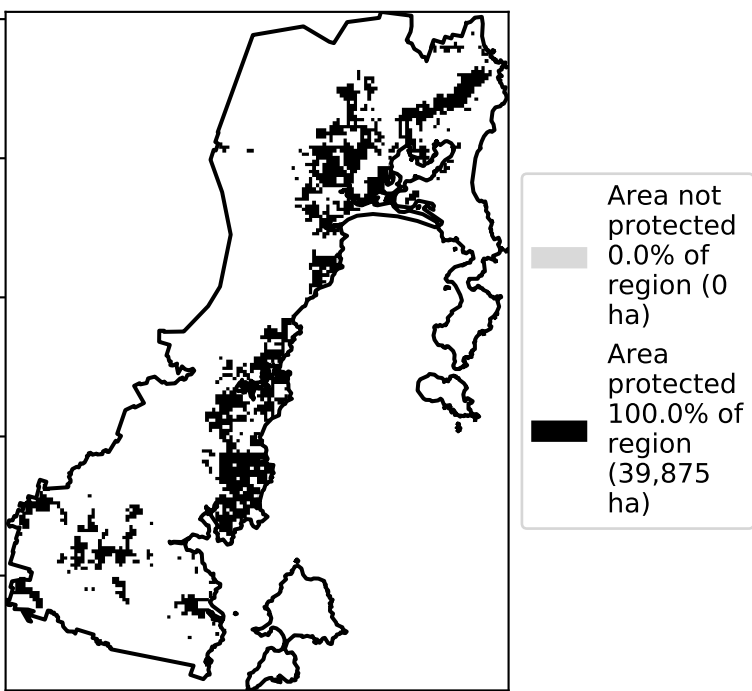 Area not
protected
0.0% of
region (0
ha)
Area
protected
100.0% of
region
(39,875
ha)